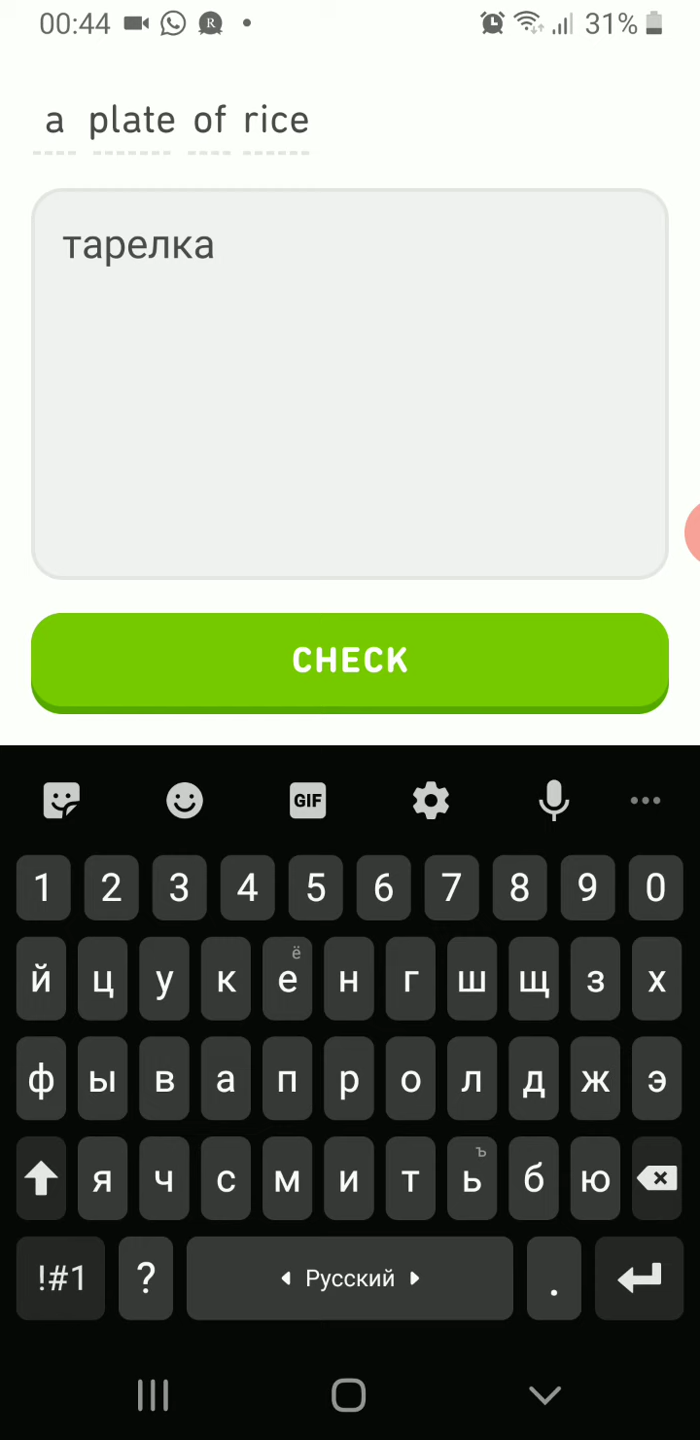 00:44 R 31%
a plate of rice
тарелка
CHECK
GIF
1 2 3 4 5 6 7 8 9 0
ё
й ц у к е н г ш щ з х
ф ы в а п р о л д ж э
ъ
я ч с м и т ь б ю
!#1 ? Русский .